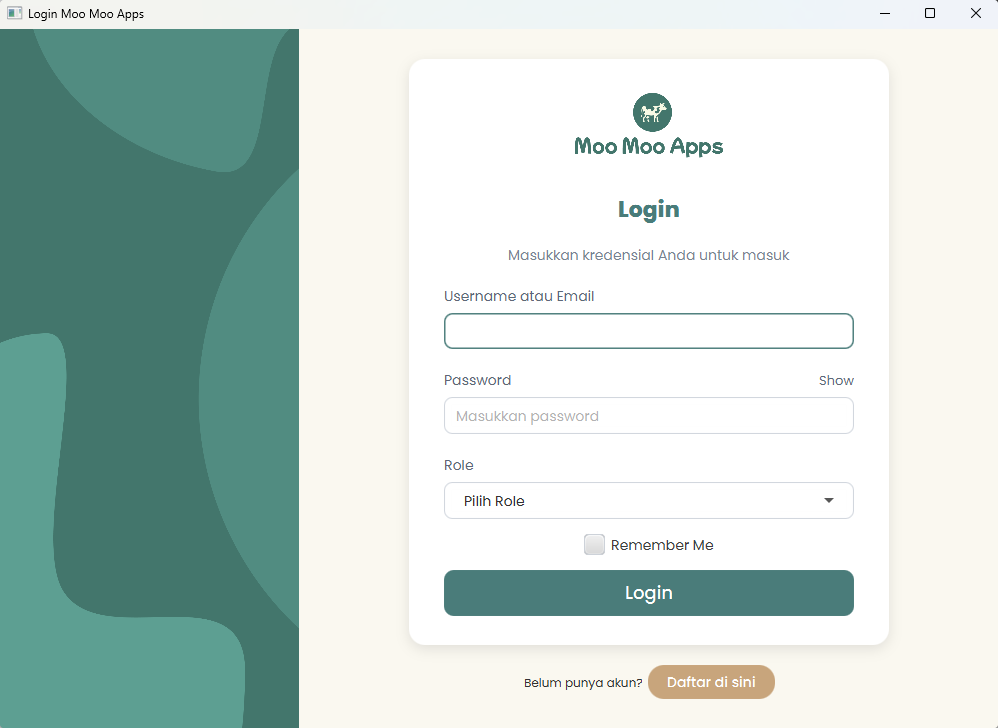 Login Moo Moo Apps
Moo Moo Apps
Login
Masukkan kredensial Anda untuk masuk
Username atau Email
Password Show
Masukkan password
Role
Pilih Role
Remember Me
Login
Belum punya akun? Daftar di sini